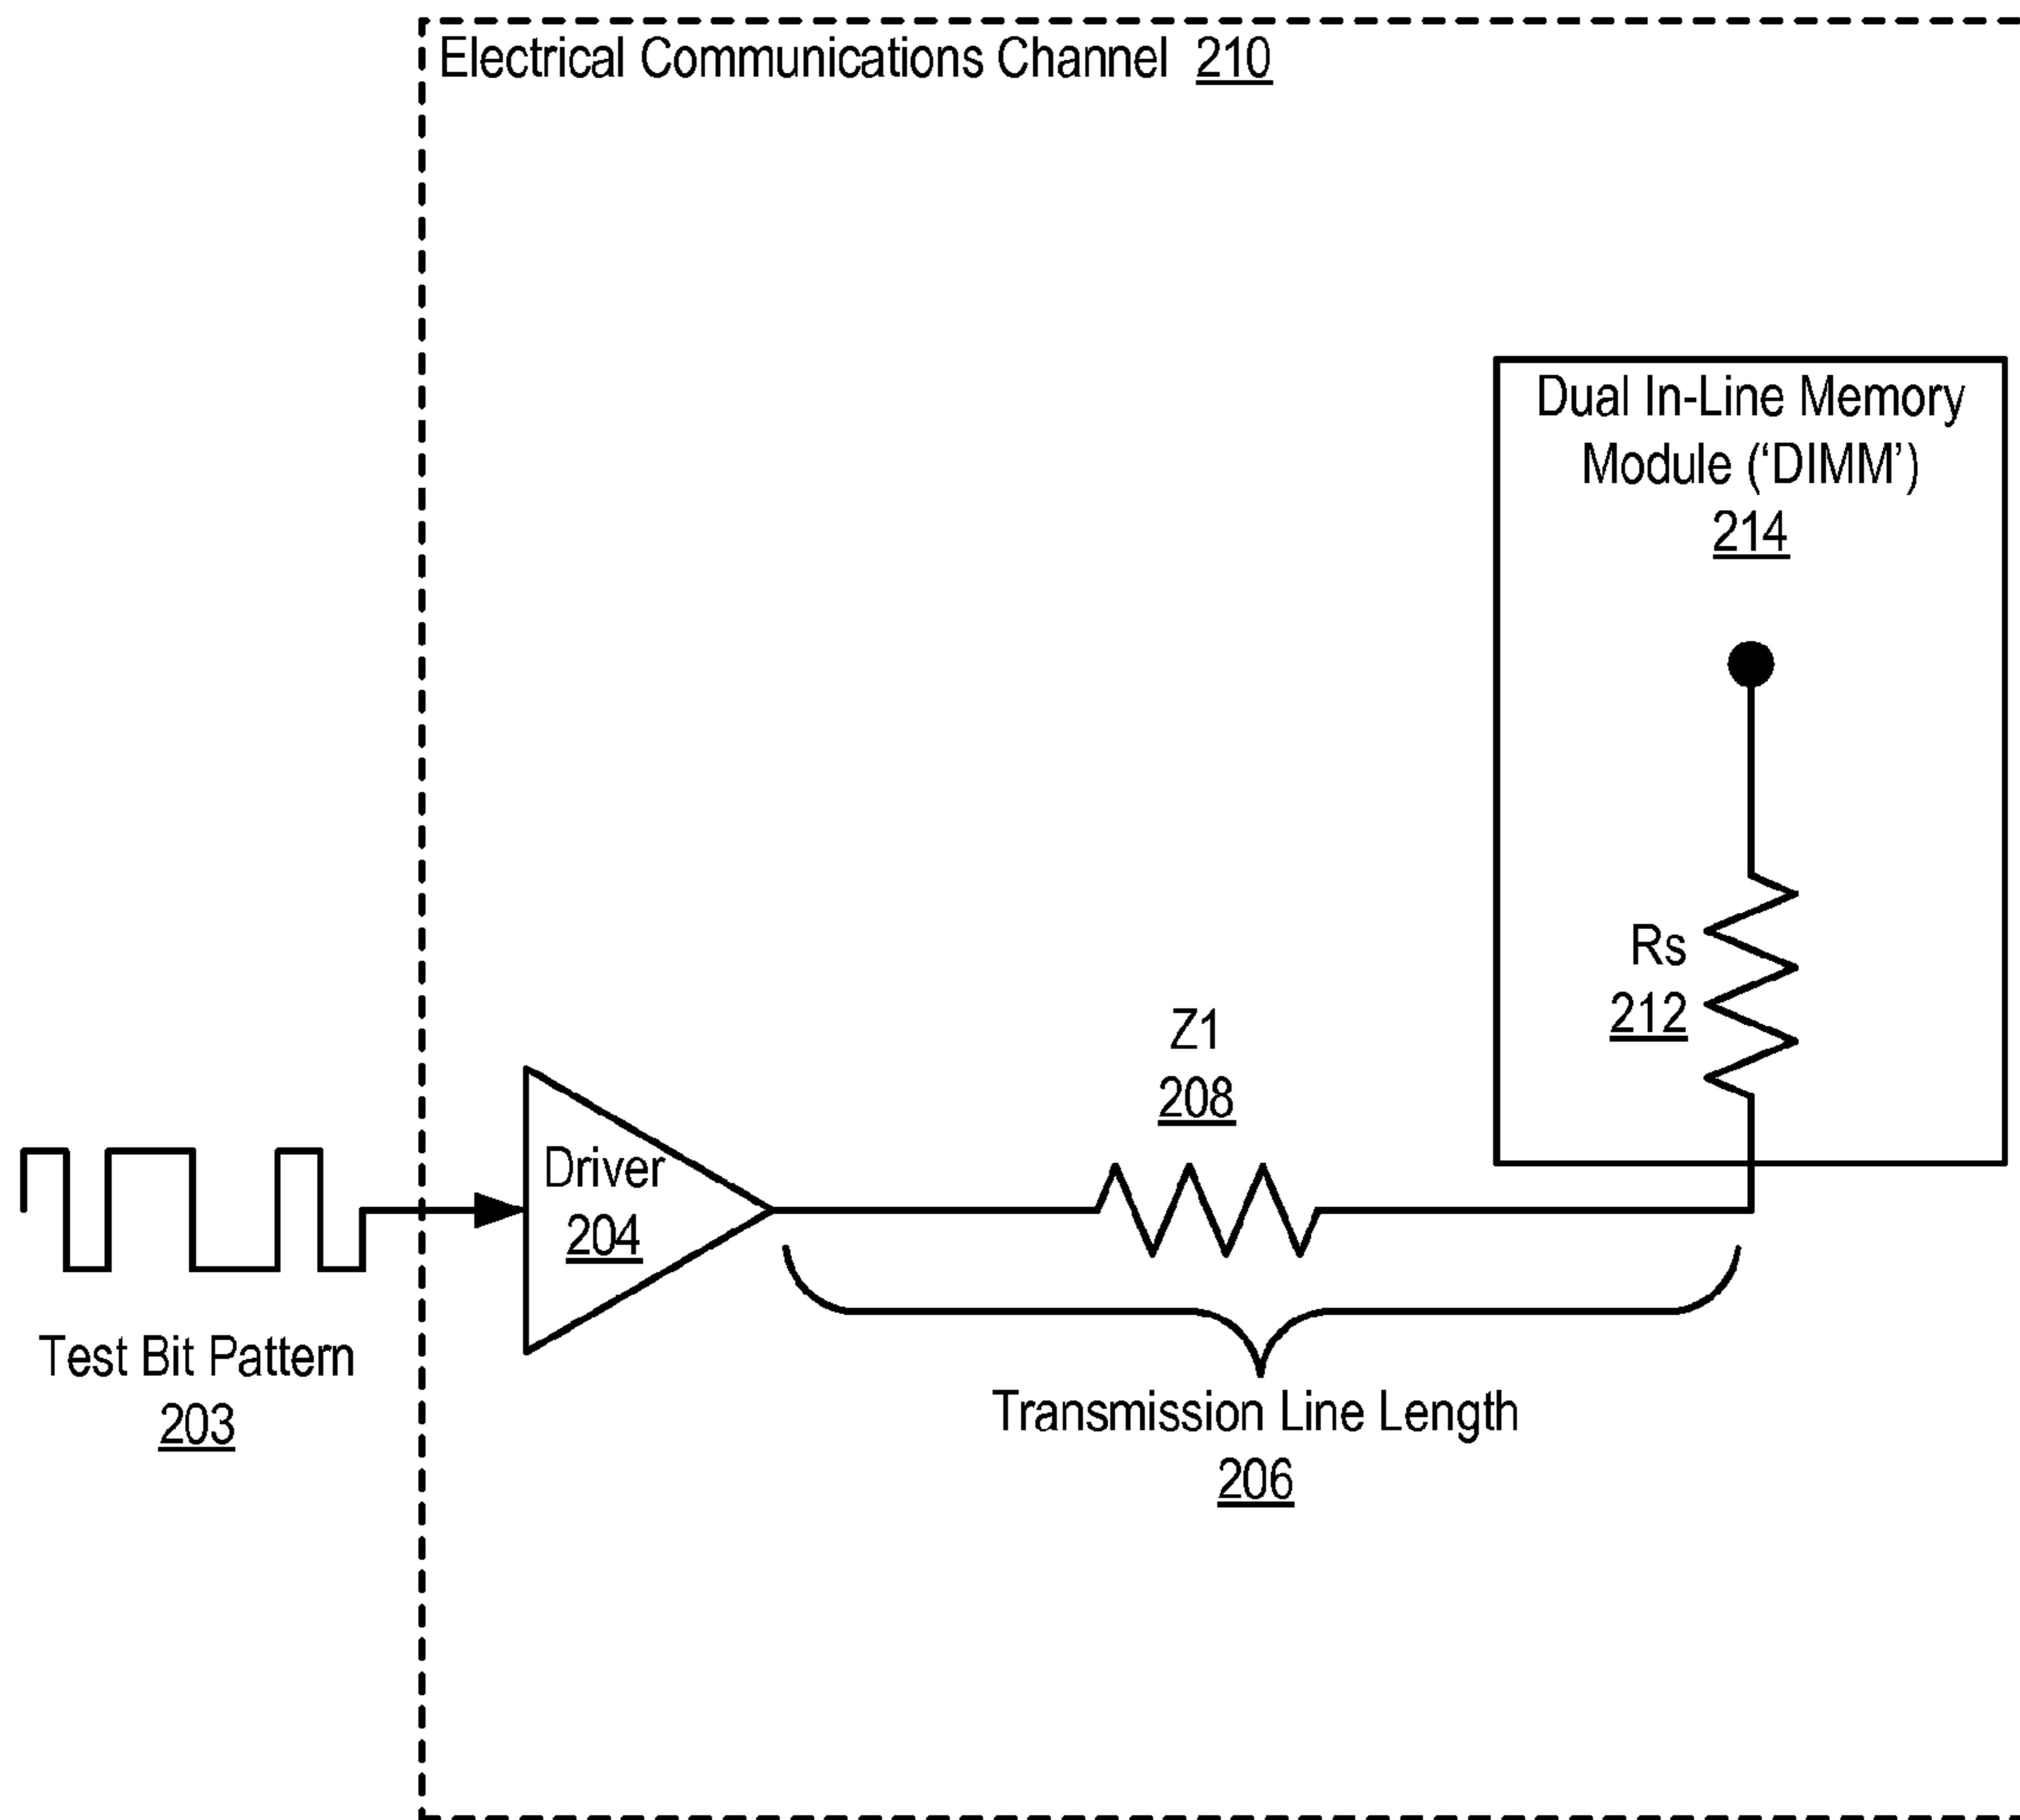 Electrical Communications Channel 210
Dual In-Line Memory
Module (‘DIMM’)
214
Rs
212
Z1
208
Driver
204
Test Bit Pattern
203
Transmission Line Length
206